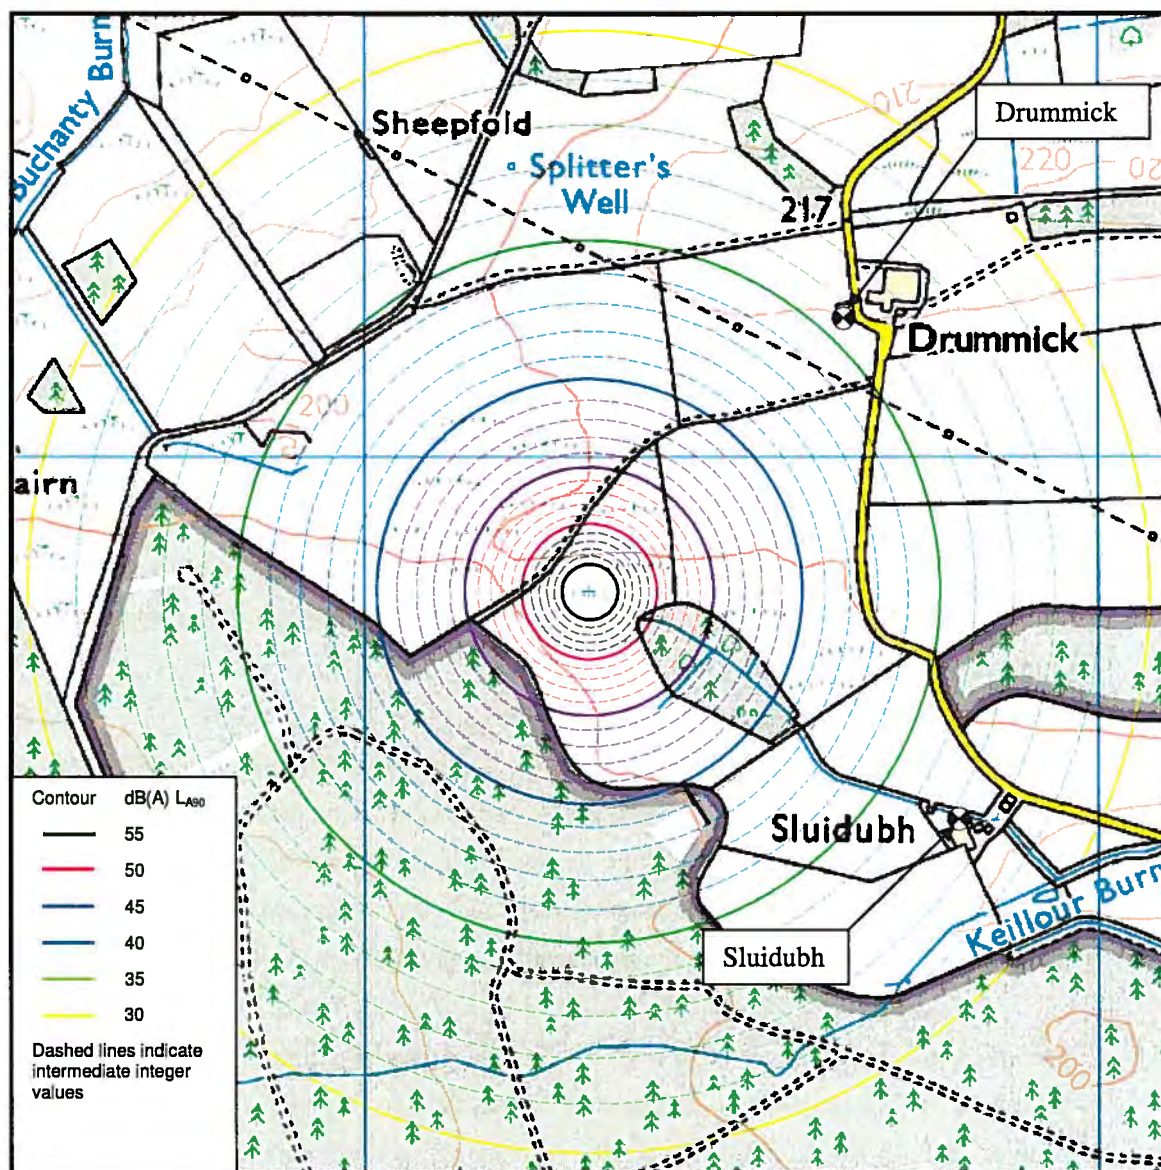 Buchanty Burn
Sheepfold
Splitter's
Well
217
210
220
Drummick
Drummick
200
airn
Sluidubh
Sluidubh
Keillour Burn
200
Contour dB(A) LA90
55
50
45
40
35
30
Dashed lines indicate
intermediate integer
values